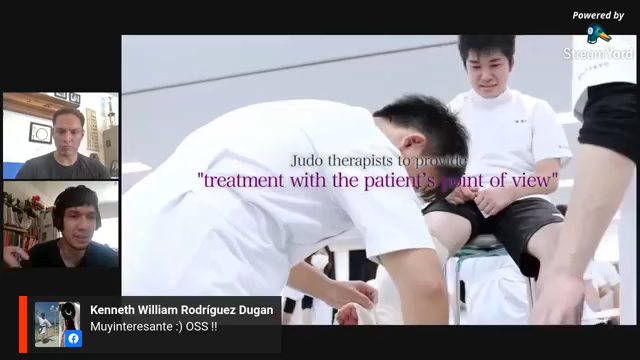 Powered by
StreamYard
Judo therapists to provide
"treatment with the patient's point of view"
Kenneth William Rodríguez Dugan
Muyinteresante :) OSS !!